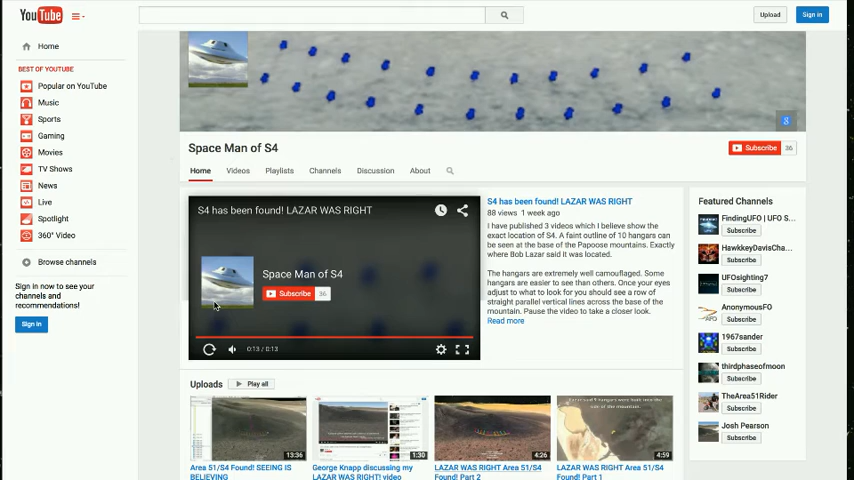 YouTube
Upload
Sign in
Home
BEST OF YOUTUBE
Popular on YouTube
Music
Sports
Gaming
Movies
TV Shows
News
Live
Spotlight
360° Video
Browse channels
Sign in now to see your
channels and
recommendations!
Sign in
Space Man of S4
Subscribe 36
Home Videos Playlists Channels Discussion About
S4 has been found! LAZAR WAS RIGHT
Space Man of S4
Subscribe 36
0:13 / 0:13
S4 has been found! LAZAR WAS RIGHT
88 views 1 week ago
I have published 3 videos which I believe show the
exact location of S4. A faint outline of 10 hangars can
be seen at the base of the Papoose mountains. Exactly
where Bob Lazar said it was located.
The hangars are extremely well camouflaged. Some
hangars are easier to see than others. Once your eyes
adjust to what to look for you should see a row of
straight parallel vertical lines across the base of the
mountain. Pause the video to take a closer look.
Read more
Featured Channels
FindingUFO | UFO S...
Subscribe
HawkkeyDavisCha...
Subscribe
UFOsighting7
Subscribe
AnonymousFO
Subscribe
1967sander
Subscribe
thirdphaseofmoon
Subscribe
TheArea51Rider
Subscribe
Josh Pearson
Subscribe
Uploads Play all
13:36
1:30
4:26
4:59
Area 51/S4 Found! SEEING IS
BELIEVING
George Knapp discussing my
LAZAR WAS RIGHT! video
LAZAR WAS RIGHT Area 51/S4
Found! Part 2
LAZAR WAS RIGHT Area 51/S4
Found! Part 1